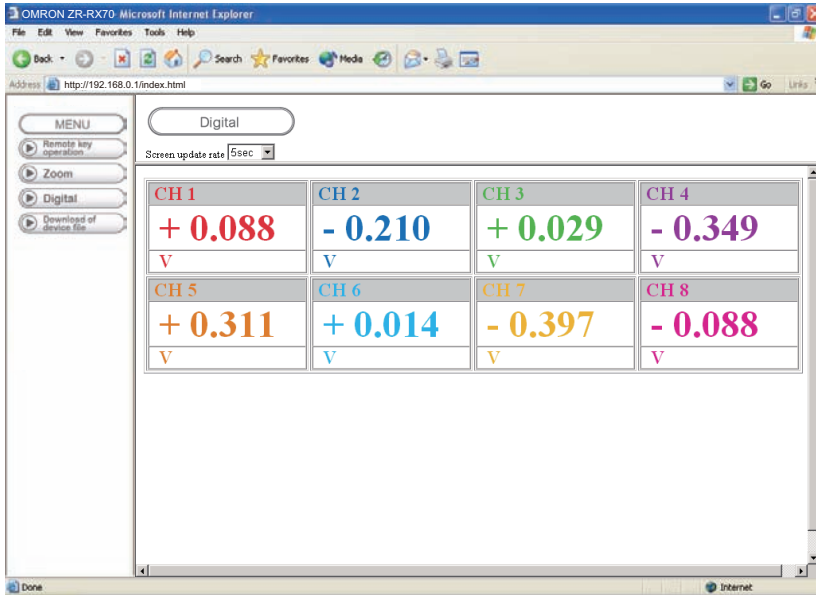 OMRON ZR-RX70 Microsoft Internet Explorer
File Edit View Favorites Tools Help
Back Search Favorites Media
Address http://192.168.0.1/index.html Go Links
MENU
Remote key
operation
Zoom
Digital
Download of
device file
Digital
Screen update rate 5sec
CH 1 CH 2 CH 3 CH 4
+ 0.088 - 0.210 + 0.029 - 0.349
V V V V
CH 5 CH 6 CH 7 CH 8
+ 0.311 + 0.014 - 0.397 - 0.088
V V V V
Done Internet